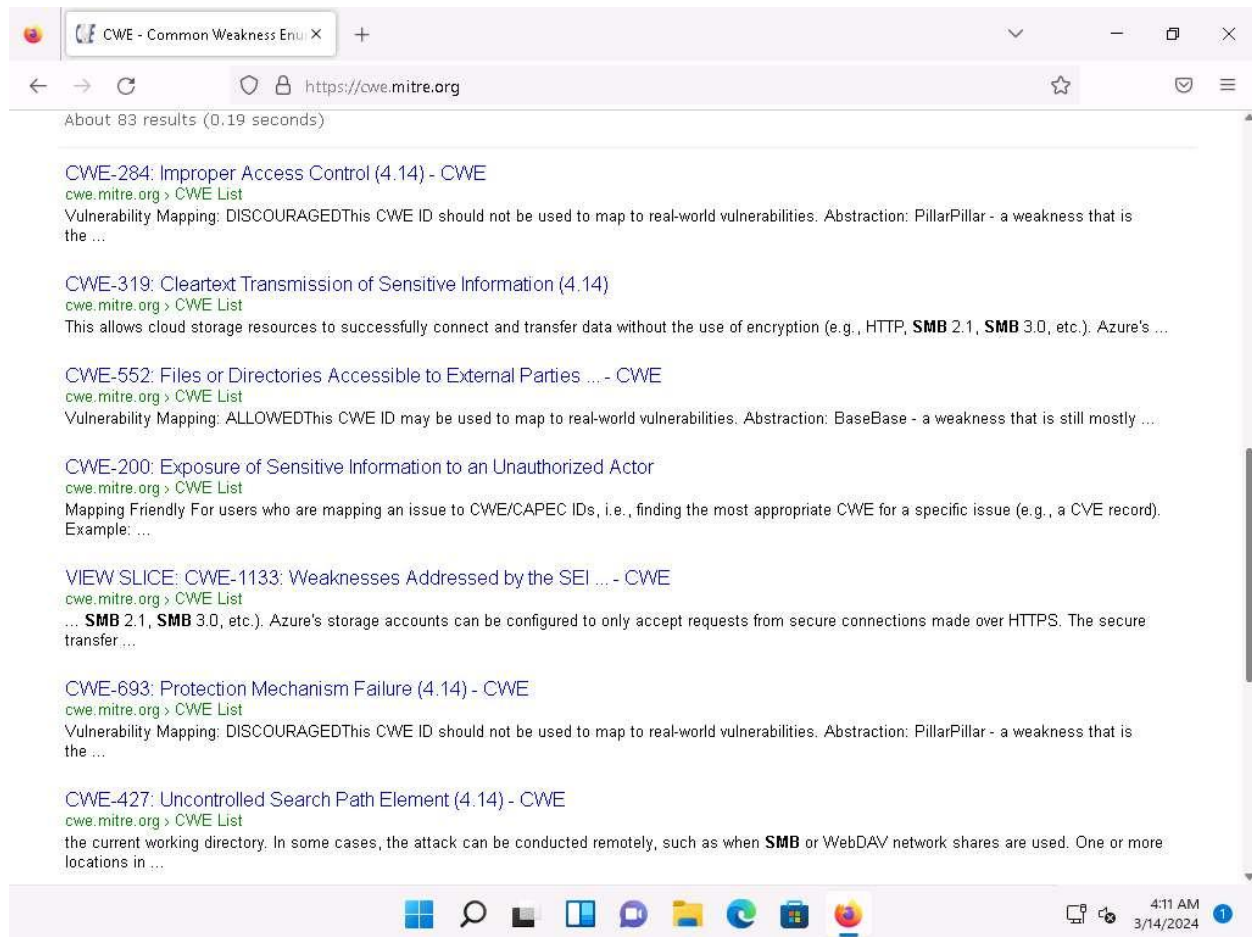 CWE - Common Weakness Enu
https://cwe.mitre.org
About 83 results (0.19 seconds)
CWE-284: Improper Access Control (4.14) - CWE
cwe.mitre.org › CWE List
Vulnerability Mapping: DISCOURAGEDThis CWE ID should not be used to map to real-world vulnerabilities. Abstraction: PillarPillar - a weakness that is
the ...
CWE-319: Cleartext Transmission of Sensitive Information (4.14)
cwe.mitre.org › CWE List
This allows cloud storage resources to successfully connect and transfer data without the use of encryption (e.g., HTTP, SMB 2.1, SMB 3.0, etc.). Azure's ...
CWE-552: Files or Directories Accessible to External Parties ... - CWE
cwe.mitre.org › CWE List
Vulnerability Mapping: ALLOWEDThis CWE ID may be used to map to real-world vulnerabilities. Abstraction: BaseBase - a weakness that is still mostly ...
CWE-200: Exposure of Sensitive Information to an Unauthorized Actor
cwe.mitre.org › CWE List
Mapping Friendly For users who are mapping an issue to CWE/CAPEC IDs, i.e., finding the most appropriate CWE for a specific issue (e.g., a CVE record).
Example: ...
VIEW SLICE: CWE-1133: Weaknesses Addressed by the SEI ... - CWE
cwe.mitre.org › CWE List
... SMB 2.1, SMB 3.0, etc.). Azure's storage accounts can be configured to only accept requests from secure connections made over HTTPS. The secure
transfer ...
CWE-693: Protection Mechanism Failure (4.14) - CWE
cwe.mitre.org › CWE List
Vulnerability Mapping: DISCOURAGEDThis CWE ID should not be used to map to real-world vulnerabilities. Abstraction: PillarPillar - a weakness that is
the ...
CWE-427: Uncontrolled Search Path Element (4.14) - CWE
cwe.mitre.org › CWE List
the current working directory. In some cases, the attack can be conducted remotely, such as when SMB or WebDAV network shares are used. One or more
locations in ...
4:11 AM
3/14/2024
1